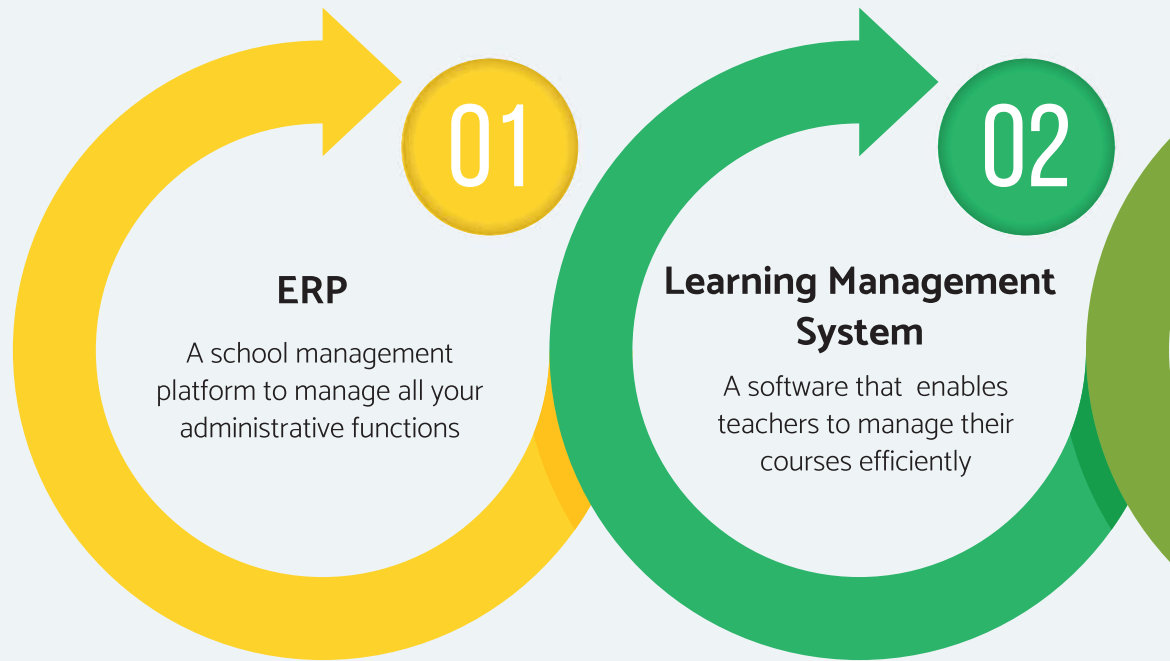 01
ERP
A school management
platform to manage all your
administrative functions
02
Learning Management
System
A software that  enables
teachers to manage their
courses efficiently